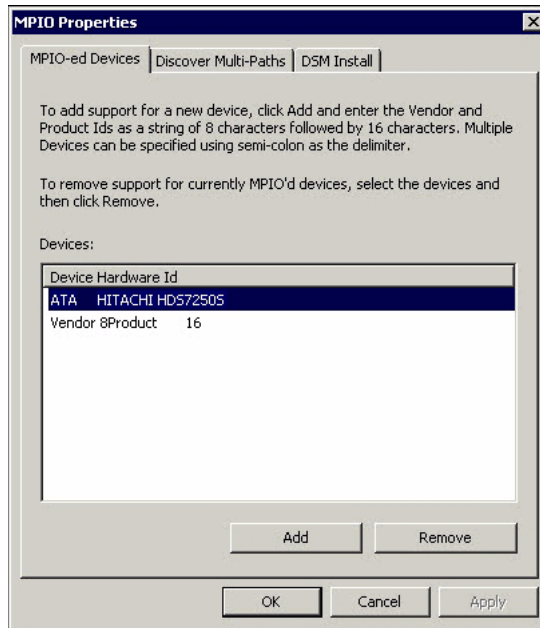 MPIO Properties
MPIO-ed Devices Discover Multi-Paths DSM Install
To add support for a new device, click Add and enter the Vendor and
Product Ids as a string of 8 characters followed by 16 characters. Multiple
Devices can be specified using semi-colon as the delimiter.
To remove support for currently MPIO'd devices, select the devices and
then click Remove.
Devices:
Device Hardware Id
ATA HITACHI HDS7250S
Vendor 8Product 16
Add Remove
OK Cancel Apply